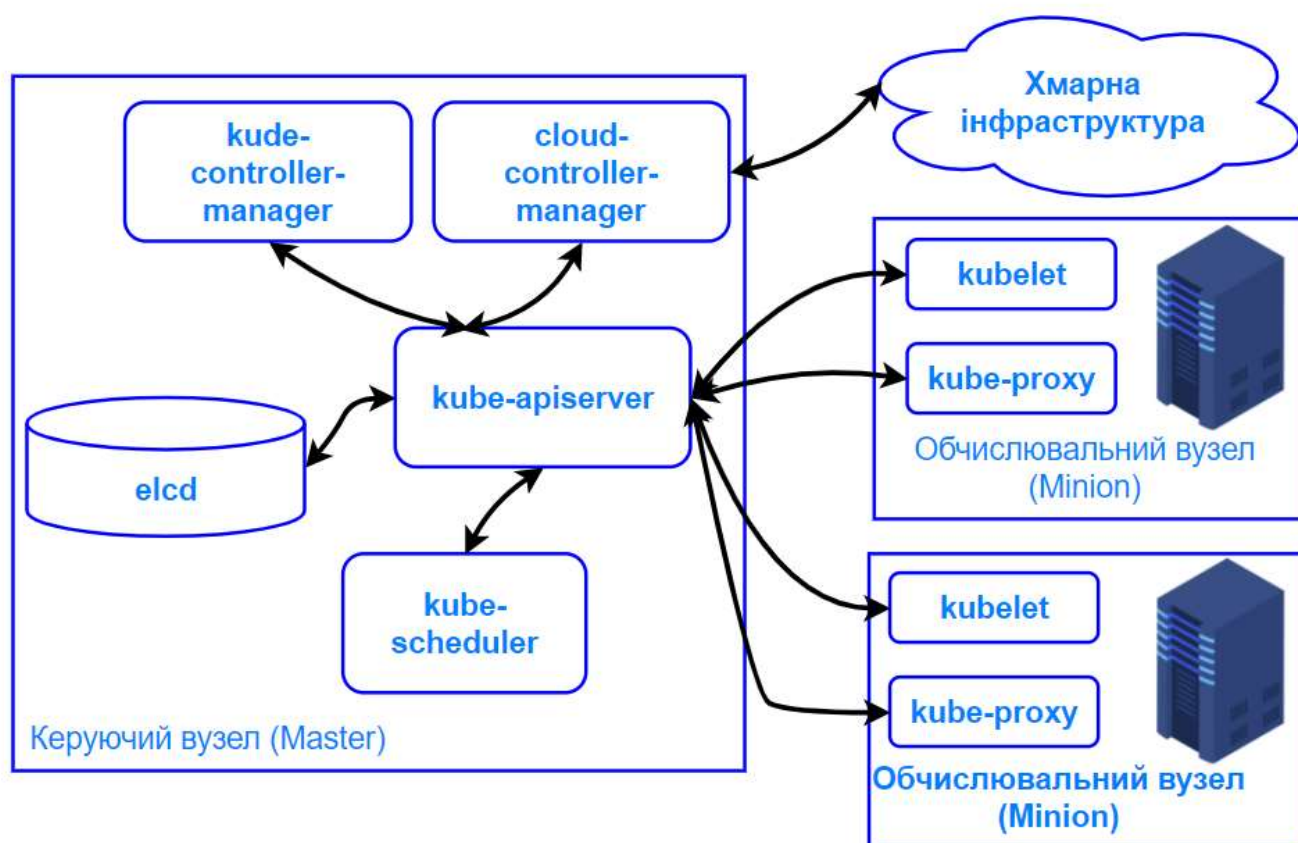 kude-
controller-
manager
cloud-
controller-
manager
Хмарна
інфраструктура
kubelet
kube-proxy
Обчислювальний вузел
(Minion)
kube-apiserver
elcd
kube-
scheduler
Керуючий вузел (Master)
kubelet
kube-proxy
Обчислювальний вузел
(Minion)